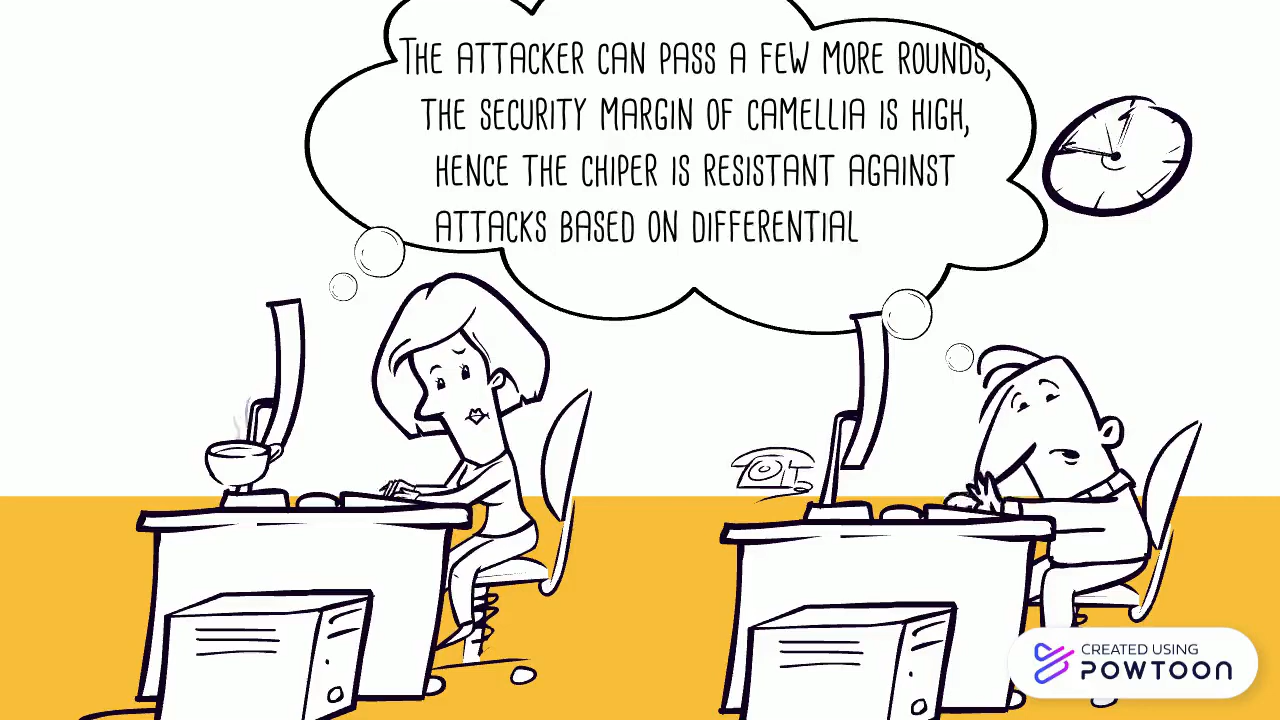 The attacker can pass a few more rounds,
the security margin of Camellia is high,
hence the chiper is resistant against
attacks based on differential
CREATED USING
POWTOON